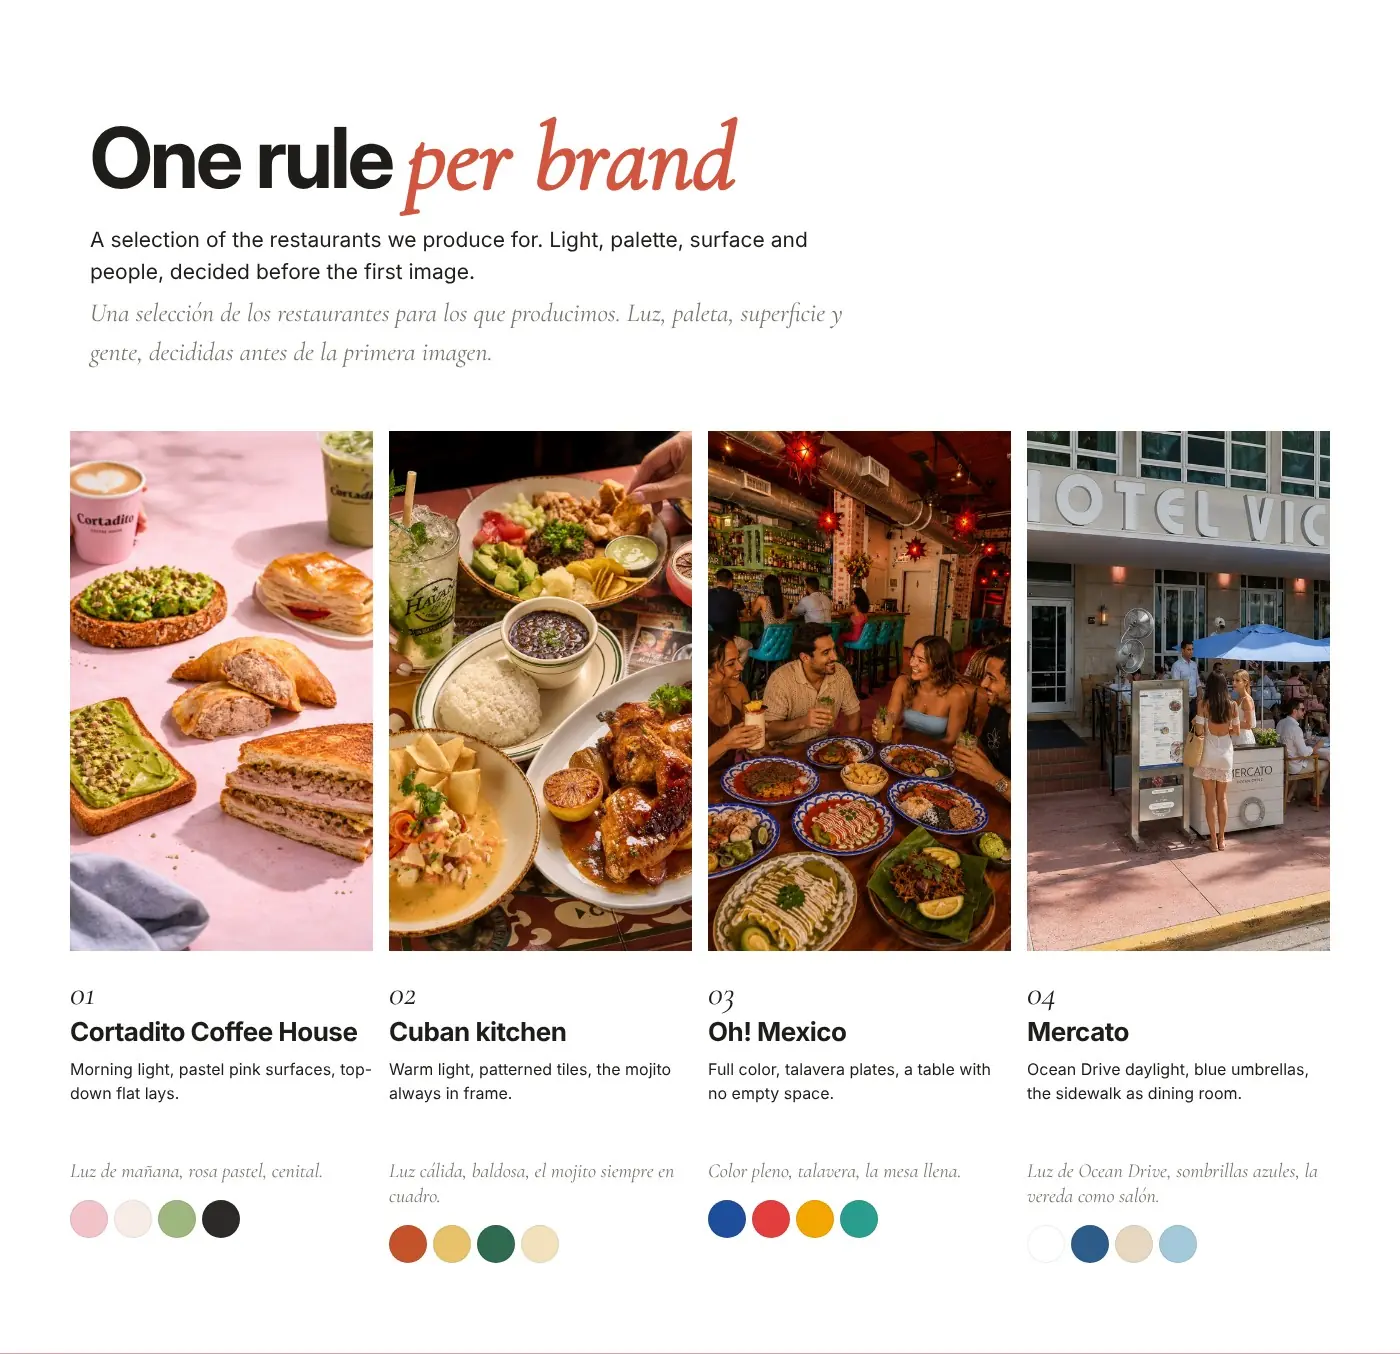 One rule per brand
A selection of the restaurants we produce for. Light, palette, surface and
people, decided before the first image.
Una selección de los restaurantes para los que producimos. Luz, paleta, superficie y
gente, decididas antes de la primera imagen.
Cortadito
COFFEE HOUSE
HOTEL VIC
MERCATO
01
Cortadito Coffee House
Morning light, pastel pink surfaces, top-
down flat lays.
Luz de mañana, rosa pastel, cenital.
02
Cuban kitchen
Warm light, patterned tiles, the mojito
always in frame.
Luz cálida, baldosa, el mojito siempre en
cuadro.
03
Oh! Mexico
Full color, talavera plates, a table with
no empty space.
Color pleno, talavera, la mesa llena.
04
Mercato
Ocean Drive daylight, blue umbrellas,
the sidewalk as dining room.
Luz de Ocean Drive, sombrillas azules, la
vereda como salón.